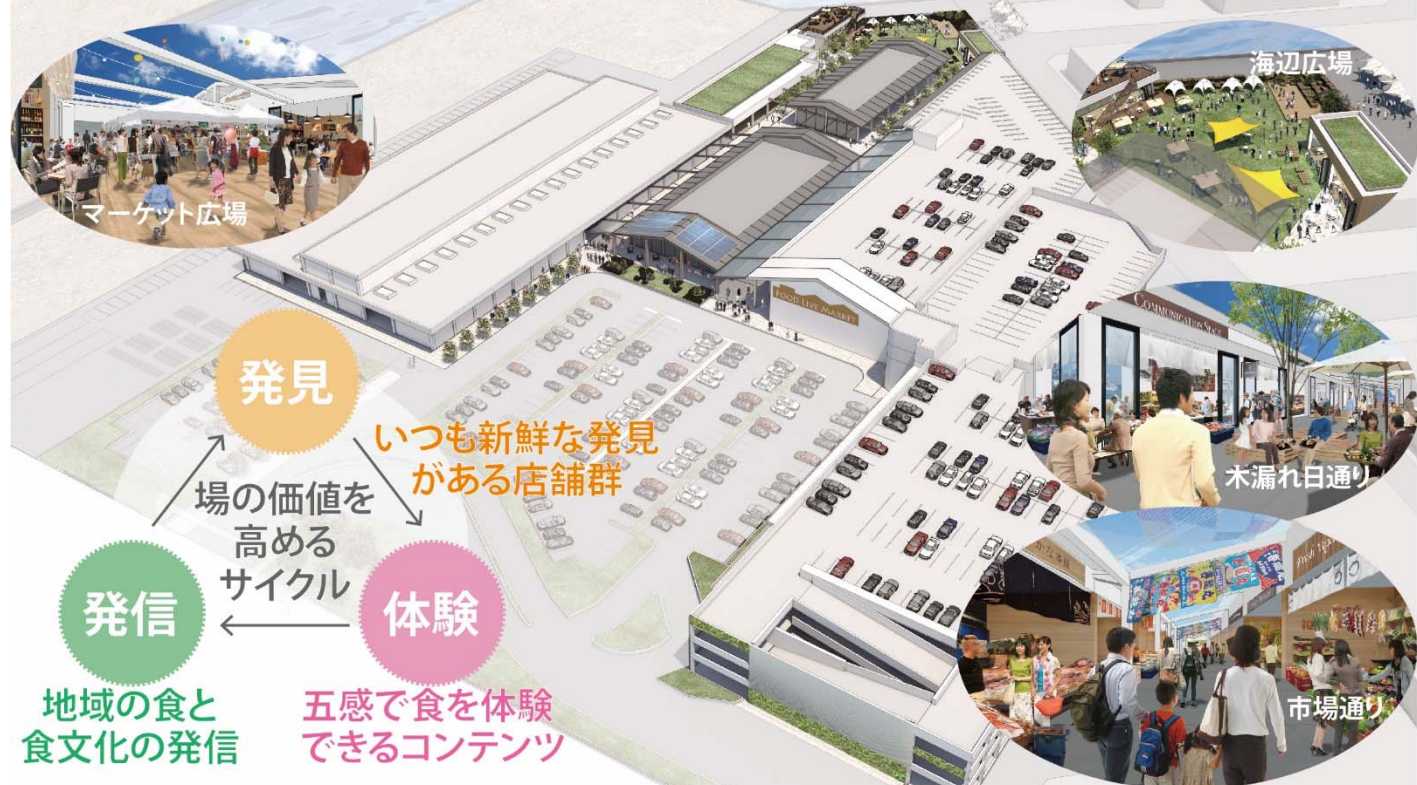 マーケット広場
海辺広場
FOOD LIVE MARKET
COMMUNICATION SPACE
木漏れ日通り
市場通り
発見
いつも新鮮な発見
がある店舗群
場の価値を
高める
サイクル
発信
体験
地域の食と
食文化の発信
五感で食を体験
できるコンテンツ